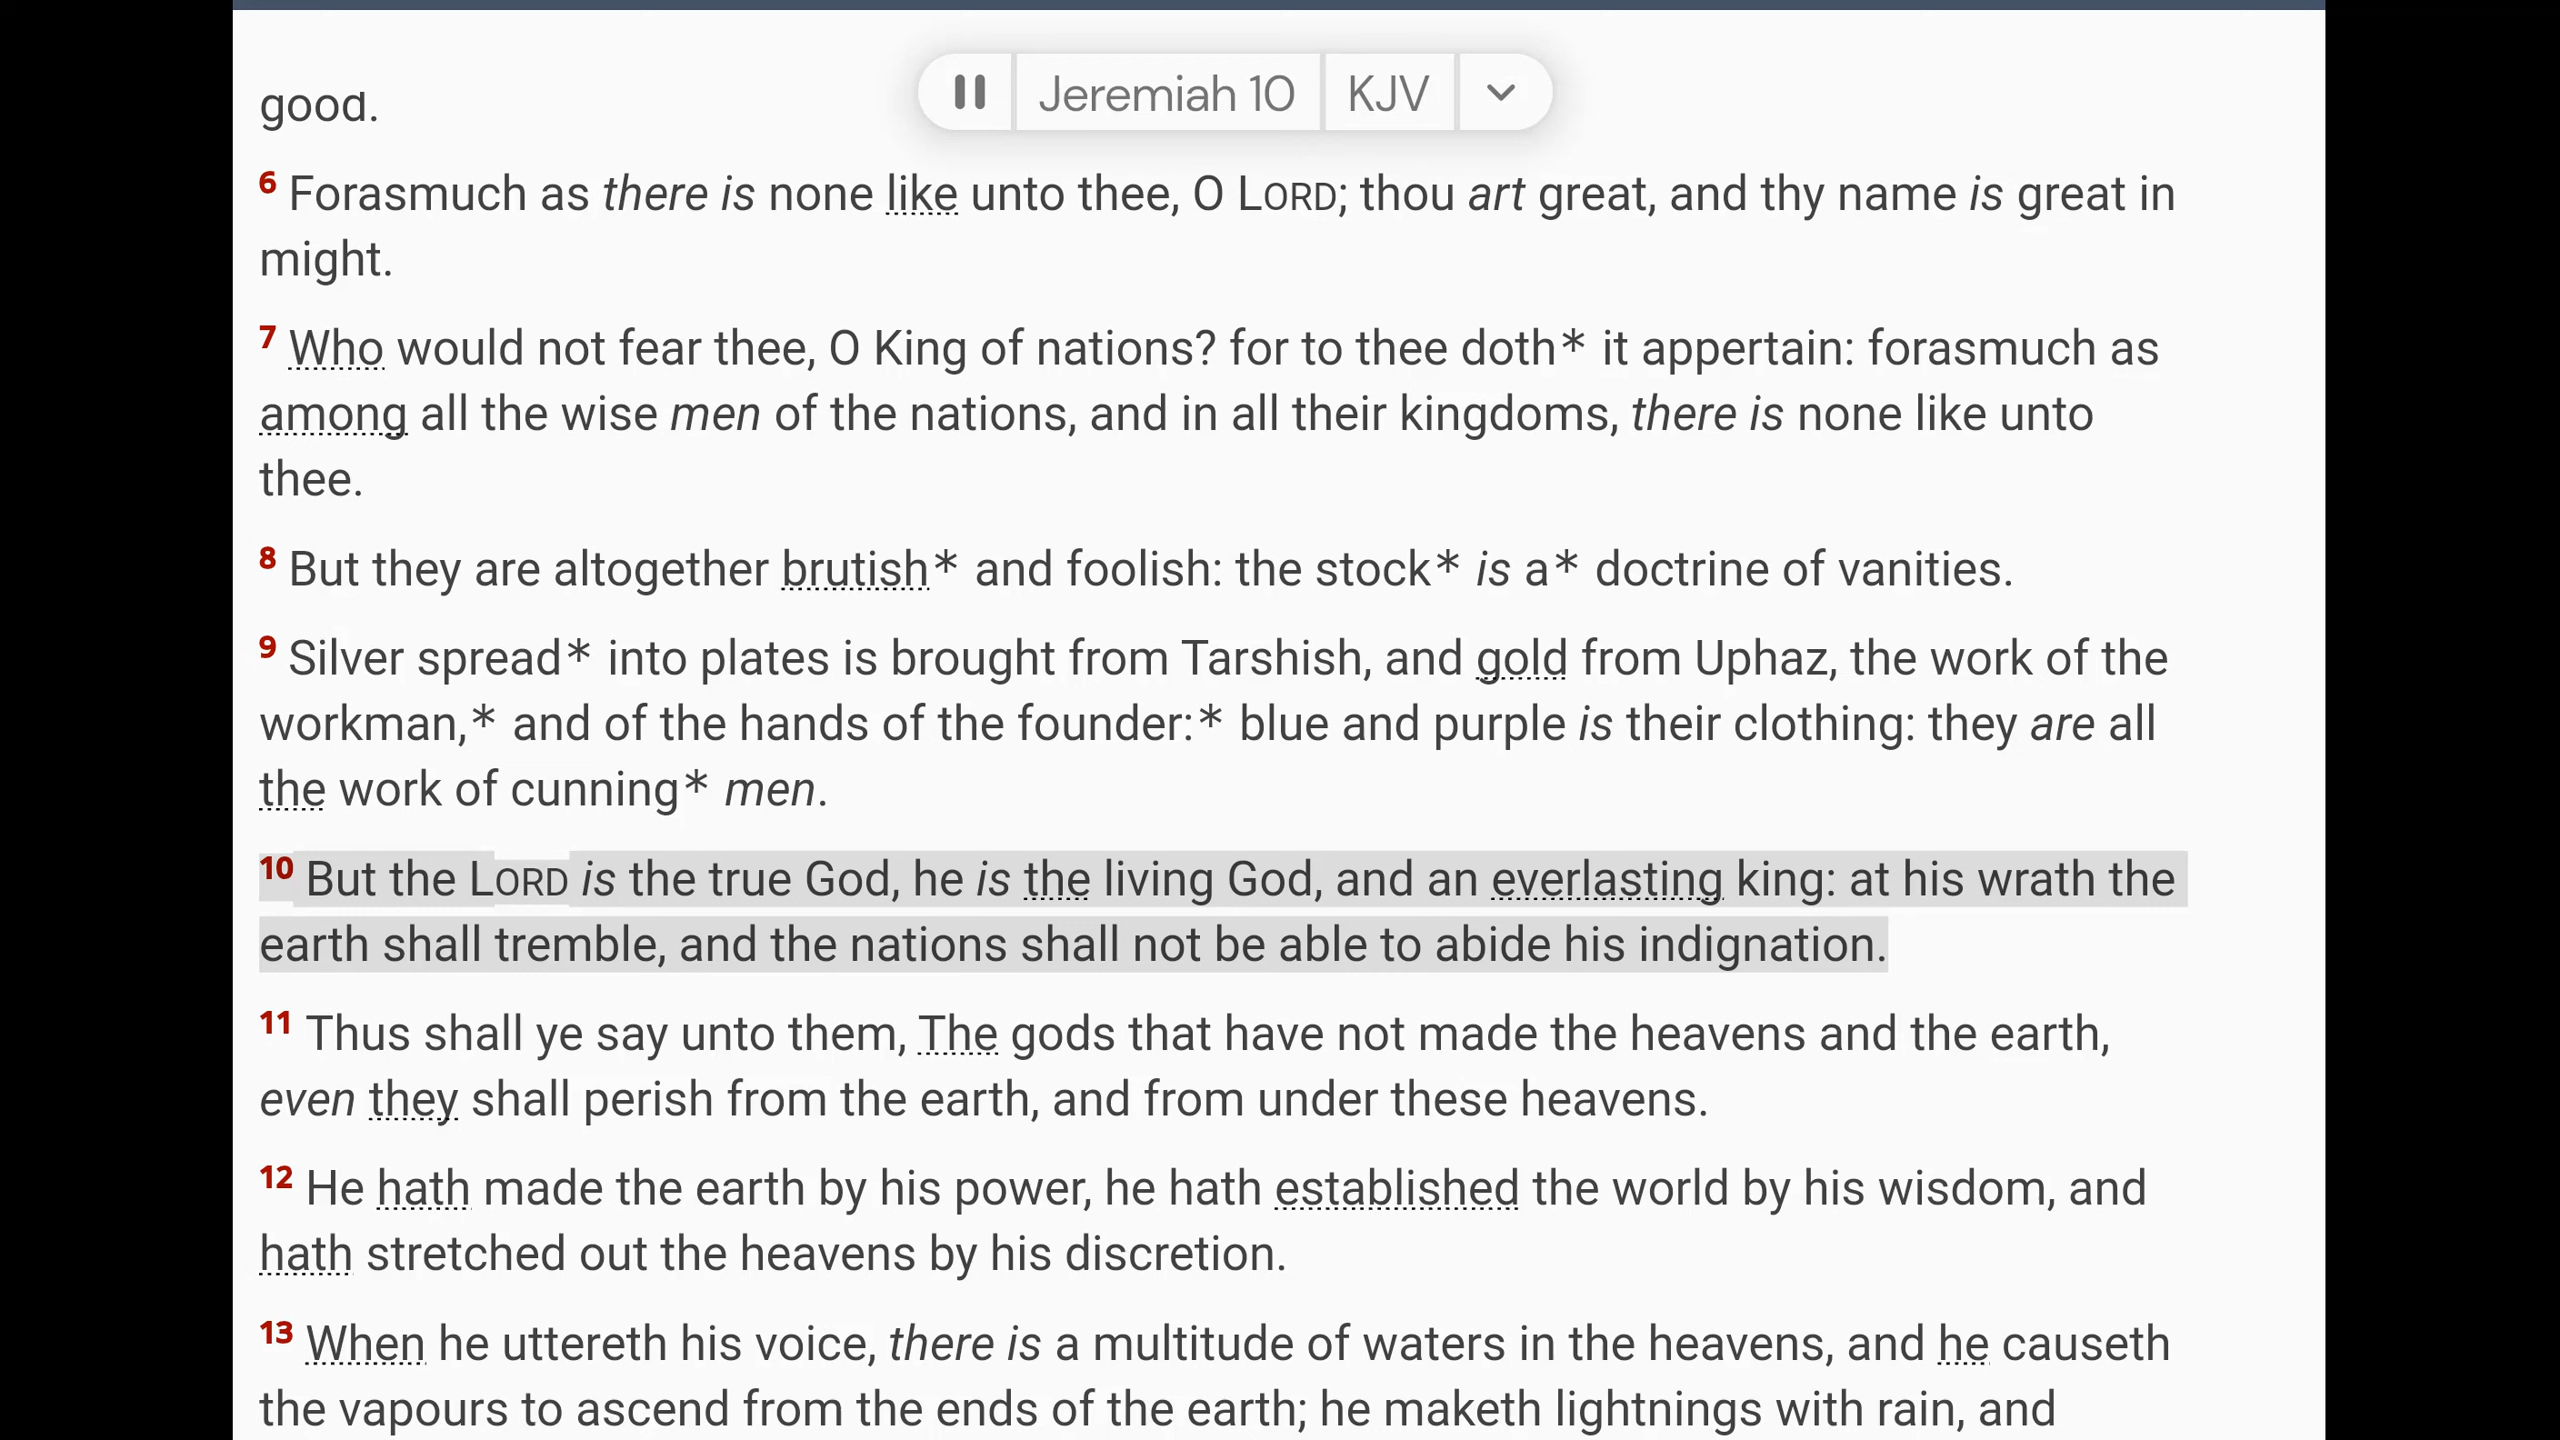 Jeremiah 10 KJV
good.
6 Forasmuch as there is none like unto thee, O LORD; thou art great, and thy name is great in
might.
7 Who would not fear thee, O King of nations? for to thee doth* it appertain: forasmuch as
among all the wise men of the nations, and in all their kingdoms, there is none like unto
thee.
8 But they are altogether brutish* and foolish: the stock* is a* doctrine of vanities.
9 Silver spread* into plates is brought from Tarshish, and gold from Uphaz, the work of the
workman,* and of the hands of the founder:* blue and purple is their clothing: they are all
the work of cunning* men.
10 But the LORD is the true God, he is the living God, and an everlasting king: at his wrath the
earth shall tremble, and the nations shall not be able to abide his indignation.
11 Thus shall ye say unto them, The gods that have not made the heavens and the earth,
even they shall perish from the earth, and from under these heavens.
12 He hath made the earth by his power, he hath established the world by his wisdom, and
hath stretched out the heavens by his discretion.
13 When he uttereth his voice, there is a multitude of waters in the heavens, and he causeth
the vapours to ascend from the ends of the earth; he maketh lightnings with rain, and